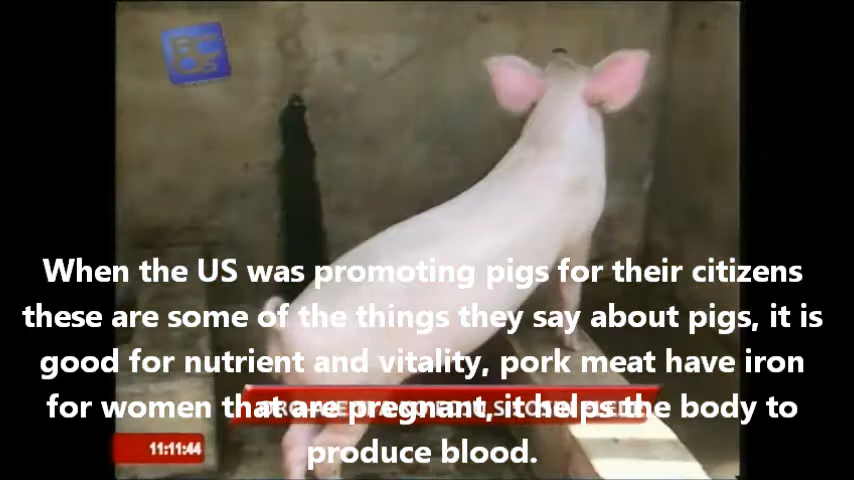 When the US was promoting pigs for their citizens
these are some of the things they say about pigs, it is
good for nutrient and vitality, pork meat have iron
for women that are pregnant, it helps the body to
produce blood.
11:11:44